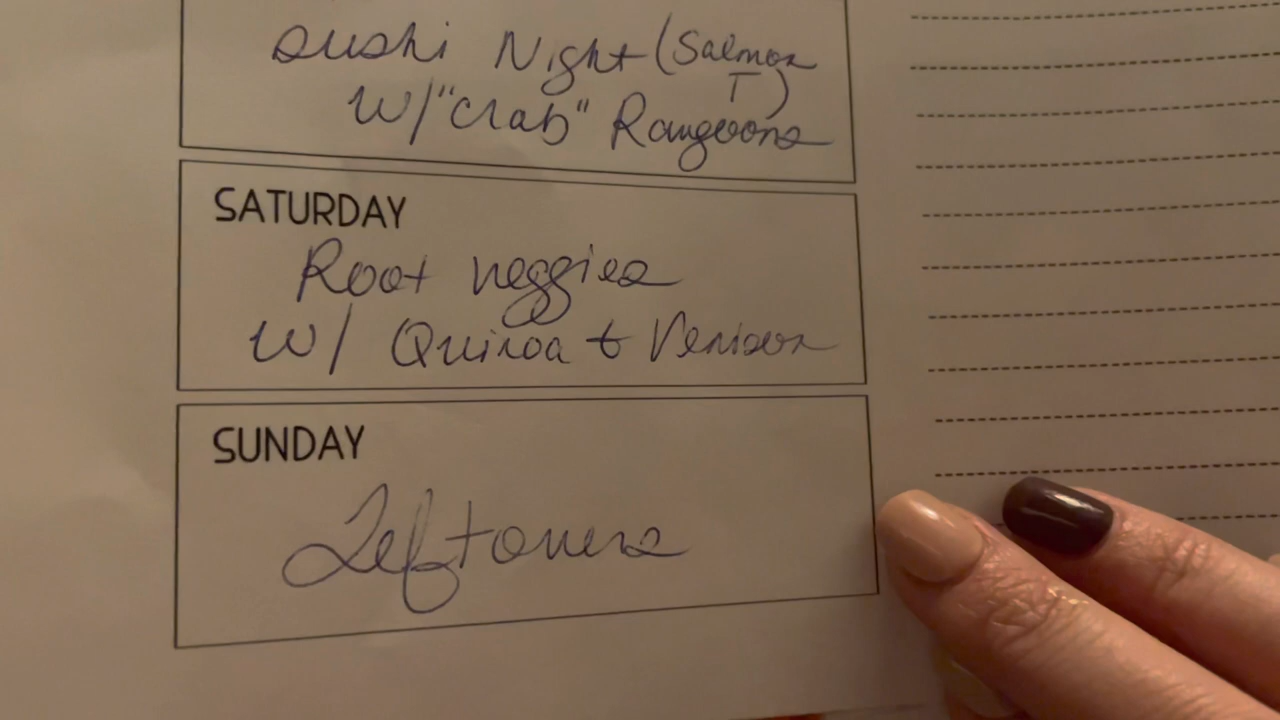 Sushi Night (Salmon
T)
W/ "Crab" Rangoons
SATURDAY
Root veggies
W/ Quinoa & Venison
SUNDAY
Leftovers